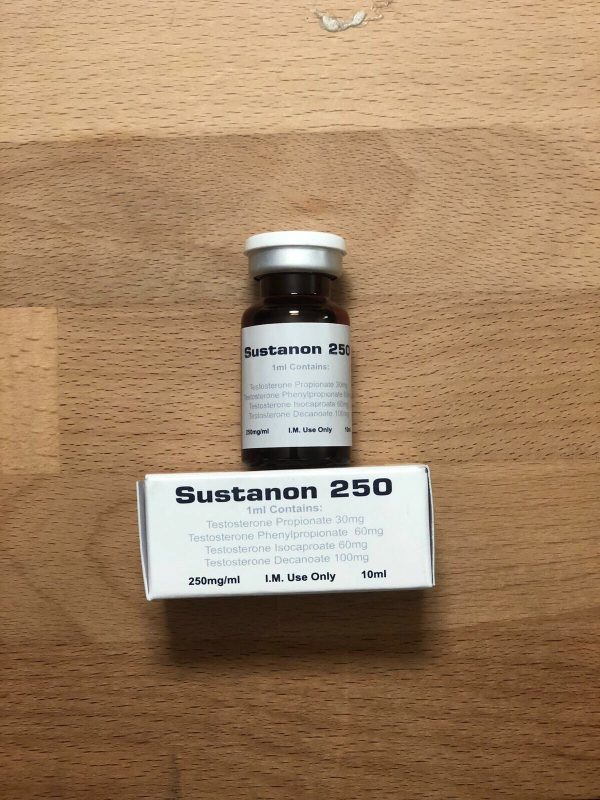 Sustanon 250
1ml Contains:
Testosterone Propionate 30mg
Testosterone Phenylpropionate
Testosterone Isocaproate 60mg
Testosterone Decanoate 100mg
250mg/ml I.M. Use Only 10ml
Sustanon 250
1ml Contains:
Testosterone Propionate 30mg
Testosterone Phenylpropionate 60mg
Testosterone Isocaproate 60mg
Testosterone Decanoate 100mg
250mg/ml I.M. Use Only 10ml